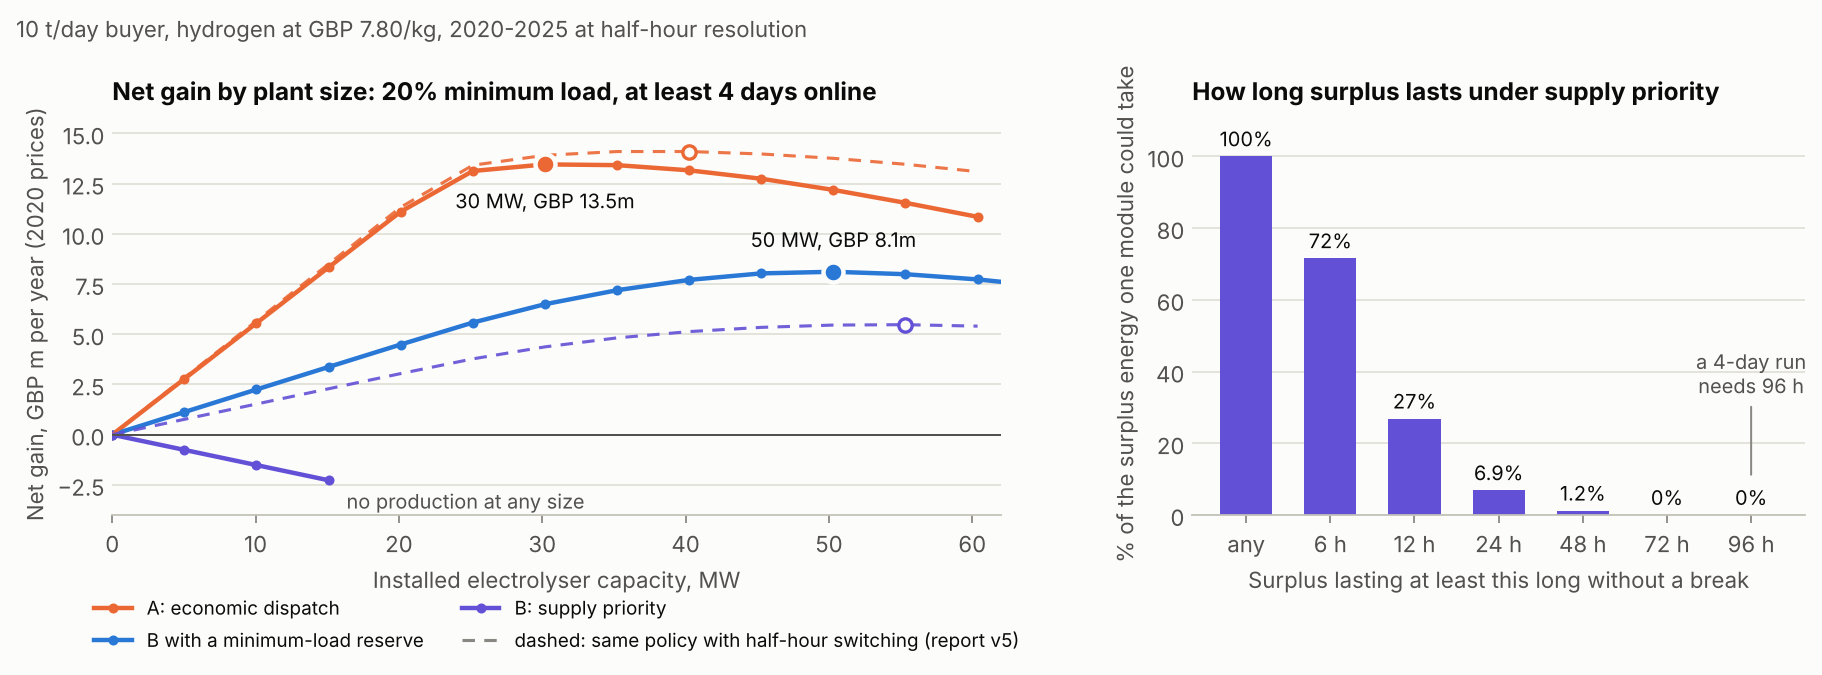 10 t/day buyer, hydrogen at GBP 7.80/kg, 2020-2025 at half-hour resolution
Net gain by plant size: 20% minimum load, at least 4 days online
Net gain, GBP m per year (2020 prices)
15.0
12.5
10.0
7.5
5.0
2.5
0.0
−2.5
30 MW, GBP 13.5m
50 MW, GBP 8.1m
no production at any size
0
10
20
30
40
50
60
Installed electrolyser capacity, MW
A: economic dispatch
B: supply priority
B with a minimum-load reserve
dashed: same policy with half-hour switching (report v5)
How long surplus lasts under supply priority
% of the surplus energy one module could take
100
80
60
40
20
0
100%
72%
27%
6.9%
1.2%
0%
0%
a 4-day run
needs 96 h
any
6 h
12 h
24 h
48 h
72 h
96 h
Surplus lasting at least this long without a break